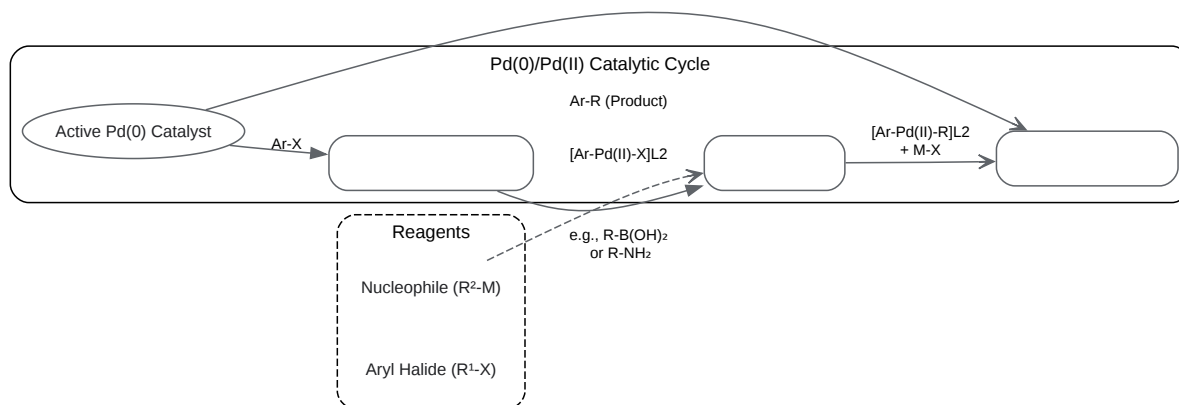 Pd(0)/Pd(II) Catalytic Cycle
Ar-R (Product)
Active Pd(0) Catalyst
Ar-X
[Ar-Pd(II)-X]L2
[Ar-Pd(II)-R]L2
+ M-X
e.g., R-B(OH)₂
or R-NH₂
Reagents
Nucleophile (R²-M)
Aryl Halide (R¹-X)